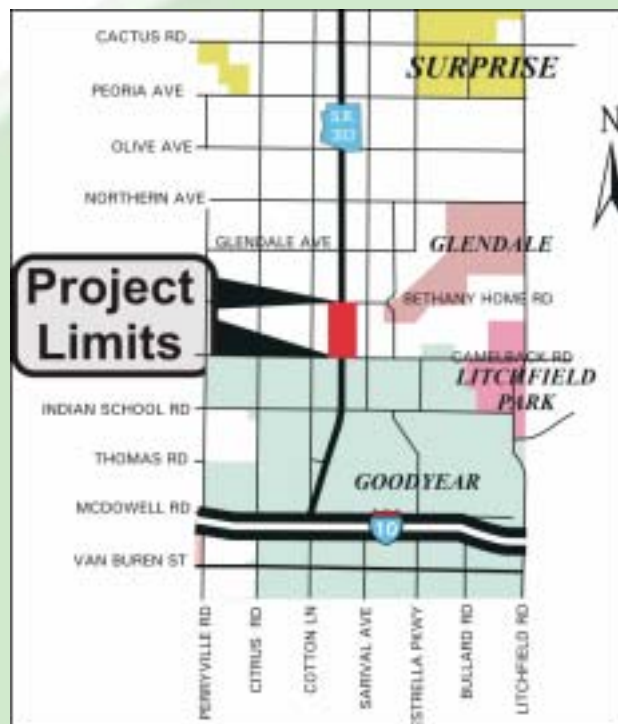 CACTUS RD
SURPRISE
PEORIA AVE
S.R.
303
OLIVE AVE
N
NORTHERN AVE
GLENDALE AVE
GLENDALE
Project
Limits
BETHANY HOME RD
CAMELBACK RD
LITCHFIELD
PARK
INDIAN SCHOOL RD
THOMAS RD
GOODYEAR
MCDOWELL RD
10
VAN BUREN ST
PERRYVILLE RD
CITRUS RD
COTTON LN
SARIVAL AVE
ESTRELLA PKWY
BULLARD RD
LITCHFIELD RD